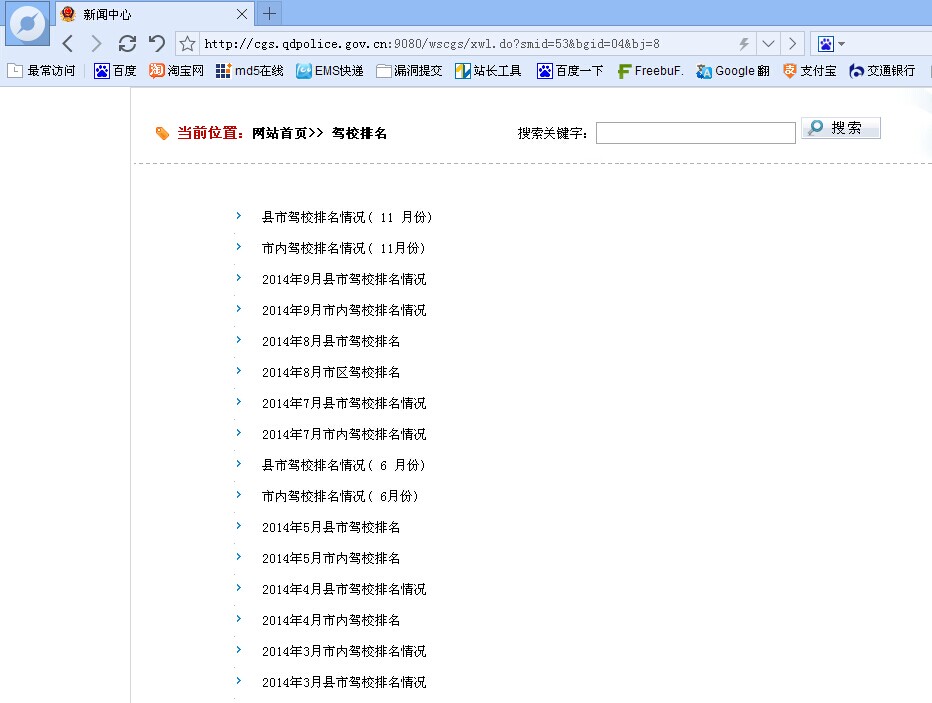 新闻中心
http://cgs.qdpolice.gov.cn:9080/wscgs/xwl.do?smid=53&bgid=04&bj=8
最常访问 百度 淘宝网 md5在线 EMS快递 漏洞提交 站长工具 百度一下 FreebuF. Google 翻 支付宝 交通银行
当前位置：网站首页>> 驾校排名 搜索关键字： 搜索
县市驾校排名情况( 11 月份)
市内驾校排名情况( 11月份)
2014年9月县市驾校排名情况
2014年9月市内驾校排名情况
2014年8月县市驾校排名
2014年8月市区驾校排名
2014年7月县市驾校排名情况
2014年7月市内驾校排名情况
县市驾校排名情况( 6 月份)
市内驾校排名情况( 6月份)
2014年5月县市驾校排名
2014年5月市内驾校排名
2014年4月县市驾校排名情况
2014年4月市内驾校排名
2014年3月市内驾校排名情况
2014年3月县市驾校排名情况